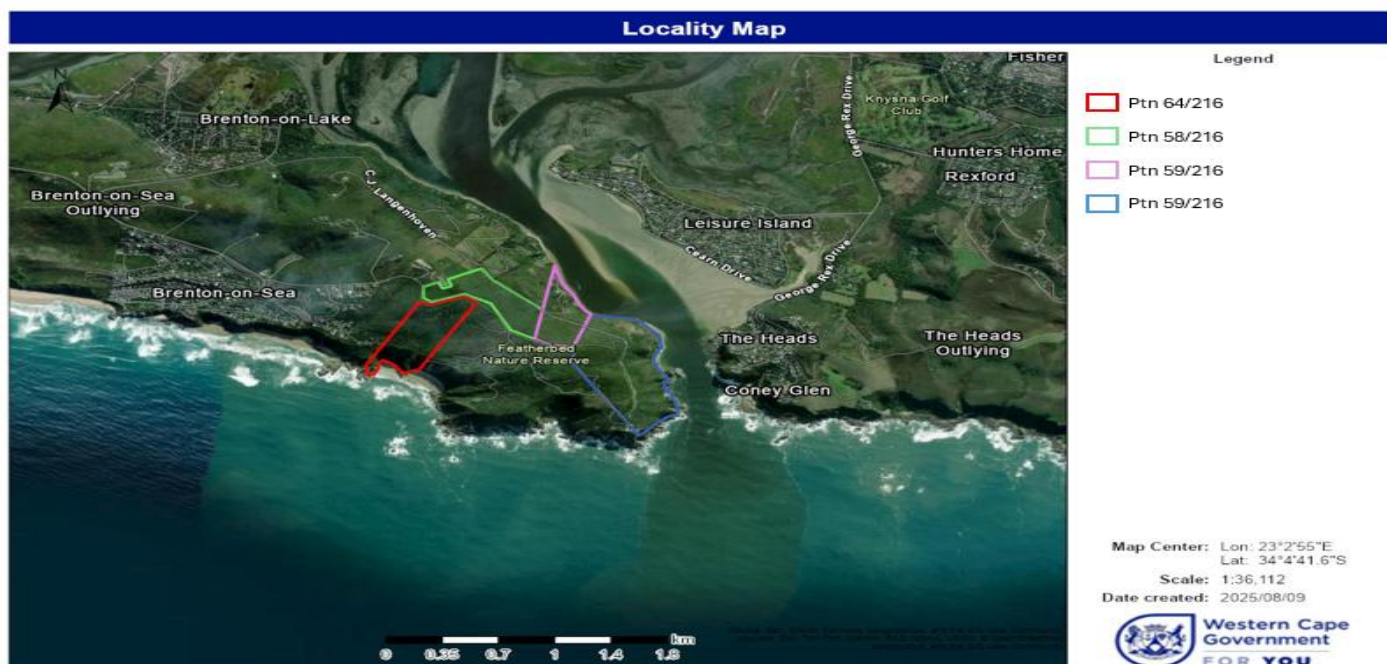 Locality Map
Legend
Ptn 64/216
Ptn 58/216
Ptn 59/216
Ptn 59/216
N
Fisher
Knysna Golf
Club
George Rex Drive
Brenton-on-Lake
Hunters Home
Rexford
Brenton-on-Sea
Outlying
C.J. Langenhoven
Leisure Island
Cearn Drive
George Rex Drive
Brenton-on-Sea
The Heads
The Heads
Outlying
Featherbed
Nature Reserve
Coney Glen
km
0 0.35 0.7 1 1.4 1.8
Map Center: Lon: 23°2'55"E
Lat: 34°4'41.6"S
Scale: 1:36,112
Date created: 2025/08/09
Western Cape
Government
FOR YOU